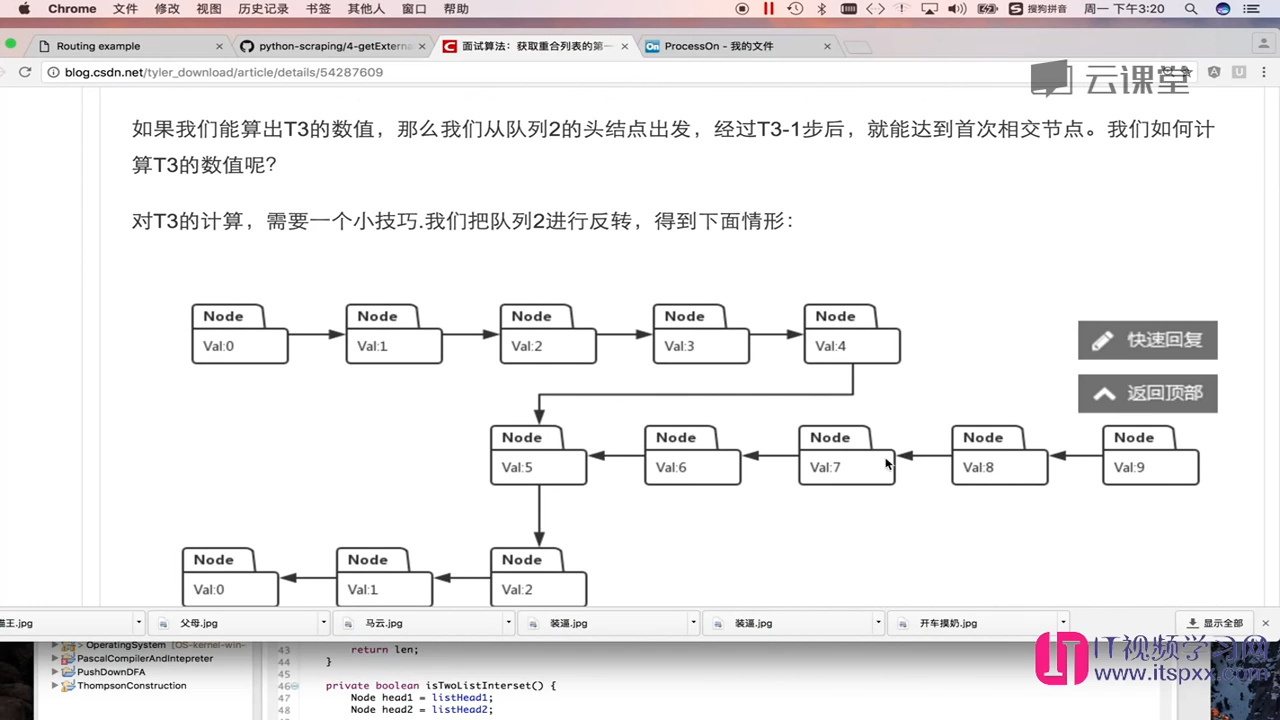 Chrome 文件 修改 视图 历史记录 书签 其他人 窗口 帮助 搜狗拼音 周一 下午3:20
Routing example
python-scraping/4-getExterna
面试算法：获取重合列表的第一
ProcessOn - 我的文件
blog.csdn.net/tyler_download/article/details/54287609
云课堂
如果我们能算出T3的数值，那么我们从队列2的头结点出发，经过T3-1步后，就能达到首次相交节点。我们如何计
算T3的数值呢？
对T3的计算，需要一个小技巧.我们把队列2进行反转，得到下面情形：
Node Node Node Node Node
Val:0 Val:1 Val:2 Val:3 Val:4
快速回复
返回顶部
Node Node Node Node Node
Val:5 Val:6 Val:7 Val:8 Val:9
Node Node Node
Val:0 Val:1 Val:2
猫王.jpg 父母.jpg 马云.jpg 装逼.jpg 装逼.jpg 开车摸奶.jpg 显示全部
OperatingSystem [OS-kernel-win-
PascalCompilerAndIntepreter
PushDownDFA
ThompsonConstruction
43 return len;
44 }
45
46 private boolean isTwoListInterset() {
47 Node head1 = listHead1;
48 Node head2 = listHead2;
IT视频学习网
www.itspxx.com